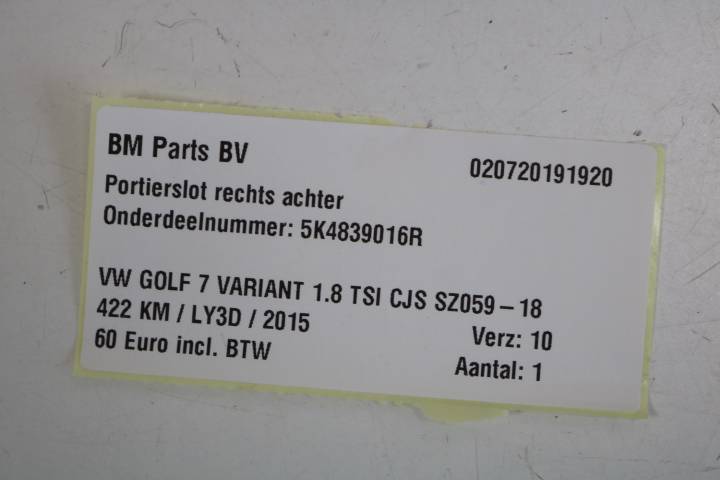 BM Parts BV
020720191920
Portierslot rechts achter
Onderdeelnummer: 5K4839016R
VW GOLF 7 VARIANT 1.8 TSI CJS SZ059-18
422 KM / LY3D / 2015
Verz: 10
60 Euro incl. BTW
Aantal: 1